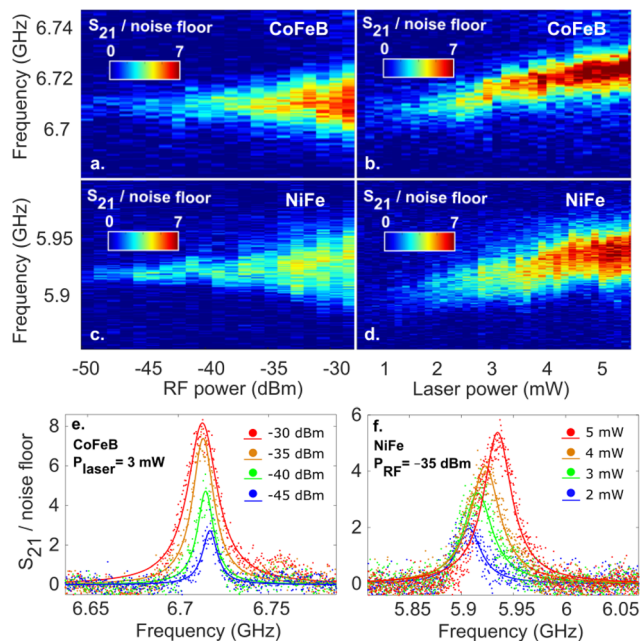 S21 / noise floor
0 7
CoFeB
a.
S21 / noise floor
0 7
CoFeB
b.
Frequency (GHz)
6.74
6.72
6.7
S21 / noise floor
0 7
NiFe
c.
S21 / noise floor
0 7
NiFe
d.
Frequency (GHz)
5.95
5.9
-50 -45 -40 -35 -30
RF power (dBm)
1 2 3 4 5
Laser power (mW)
e.
CoFeB
Plaser= 3 mW
-30 dBm
-35 dBm
-40 dBm
-45 dBm
S21 / noise floor
8
6
4
2
0
6.65 6.7 6.75
Frequency (GHz)
f.
NiFe
PRF= −35 dBm
5 mW
4 mW
3 mW
2 mW
6
4
2
0
5.85 5.9 5.95 6 6.05
Frequency (GHz)